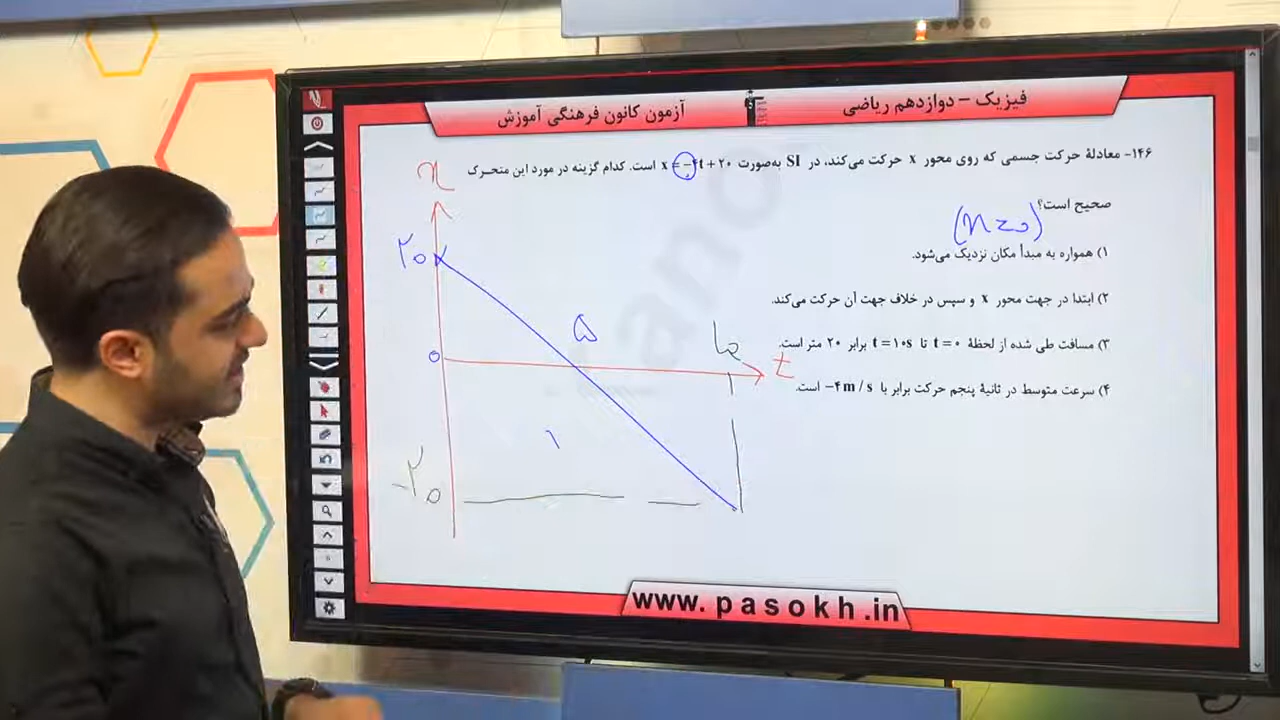 فیزیک – دوازدهم ریاضی
آزمون کانون فرهنگی آموزش
۱۴۶- معادلهٔ حرکت جسمی که روی محور x حرکت می‌کند، در SI به‌صورت x = -۴t + ۲۰ است. کدام گزینه در مورد این متحرک
صحیح است؟
(x=0)
۱) همواره به مبدأ مکان نزدیک می‌شود.
۲) ابتدا در جهت محور x و سپس در خلاف جهت آن حرکت می‌کند.
۳) مسافت طی شده از لحظهٔ t = ۰ تا t = ۱۰s برابر ۲۰ متر است.
۴) سرعت متوسط در ثانیهٔ پنجم حرکت برابر با -۴m / s است.
x
۲۰
۵
۱۰
۰
t
-۲۰
www.pasokh.in